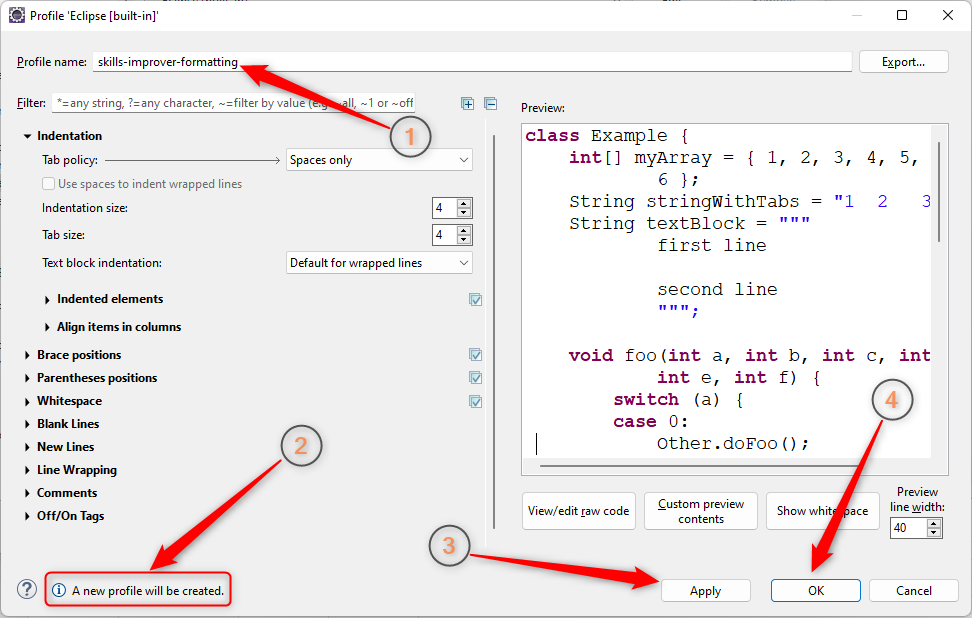 Profile 'Eclipse [built-in]'
Profile name: skills-improver-formatting
Export...
Filter: *=any string, ?=any character, ~=filter by value (e.g. ~all, ~1 or ~off
Preview:
1
Indentation
Tab policy: Spaces only
Use spaces to indent wrapped lines
Indentation size: 4
Tab size: 4
Text block indentation: Default for wrapped lines
Indented elements
Align items in columns
Brace positions
Parentheses positions
Whitespace
Blank Lines
New Lines
Line Wrapping
Comments
Off/On Tags
class Example {
int[] myArray = { 1, 2, 3, 4, 5,
6 };
String stringWithTabs = "1 2 3
String textBlock = """
first line
second line
""";
void foo(int a, int b, int c, int
int e, int f) {
switch (a) {
case 0:
Other.doFoo();
4
2
View/edit raw code
Custom preview
contents
Show whitespace
Preview
line width:
40
3
? A new profile will be created.
Apply
OK
Cancel